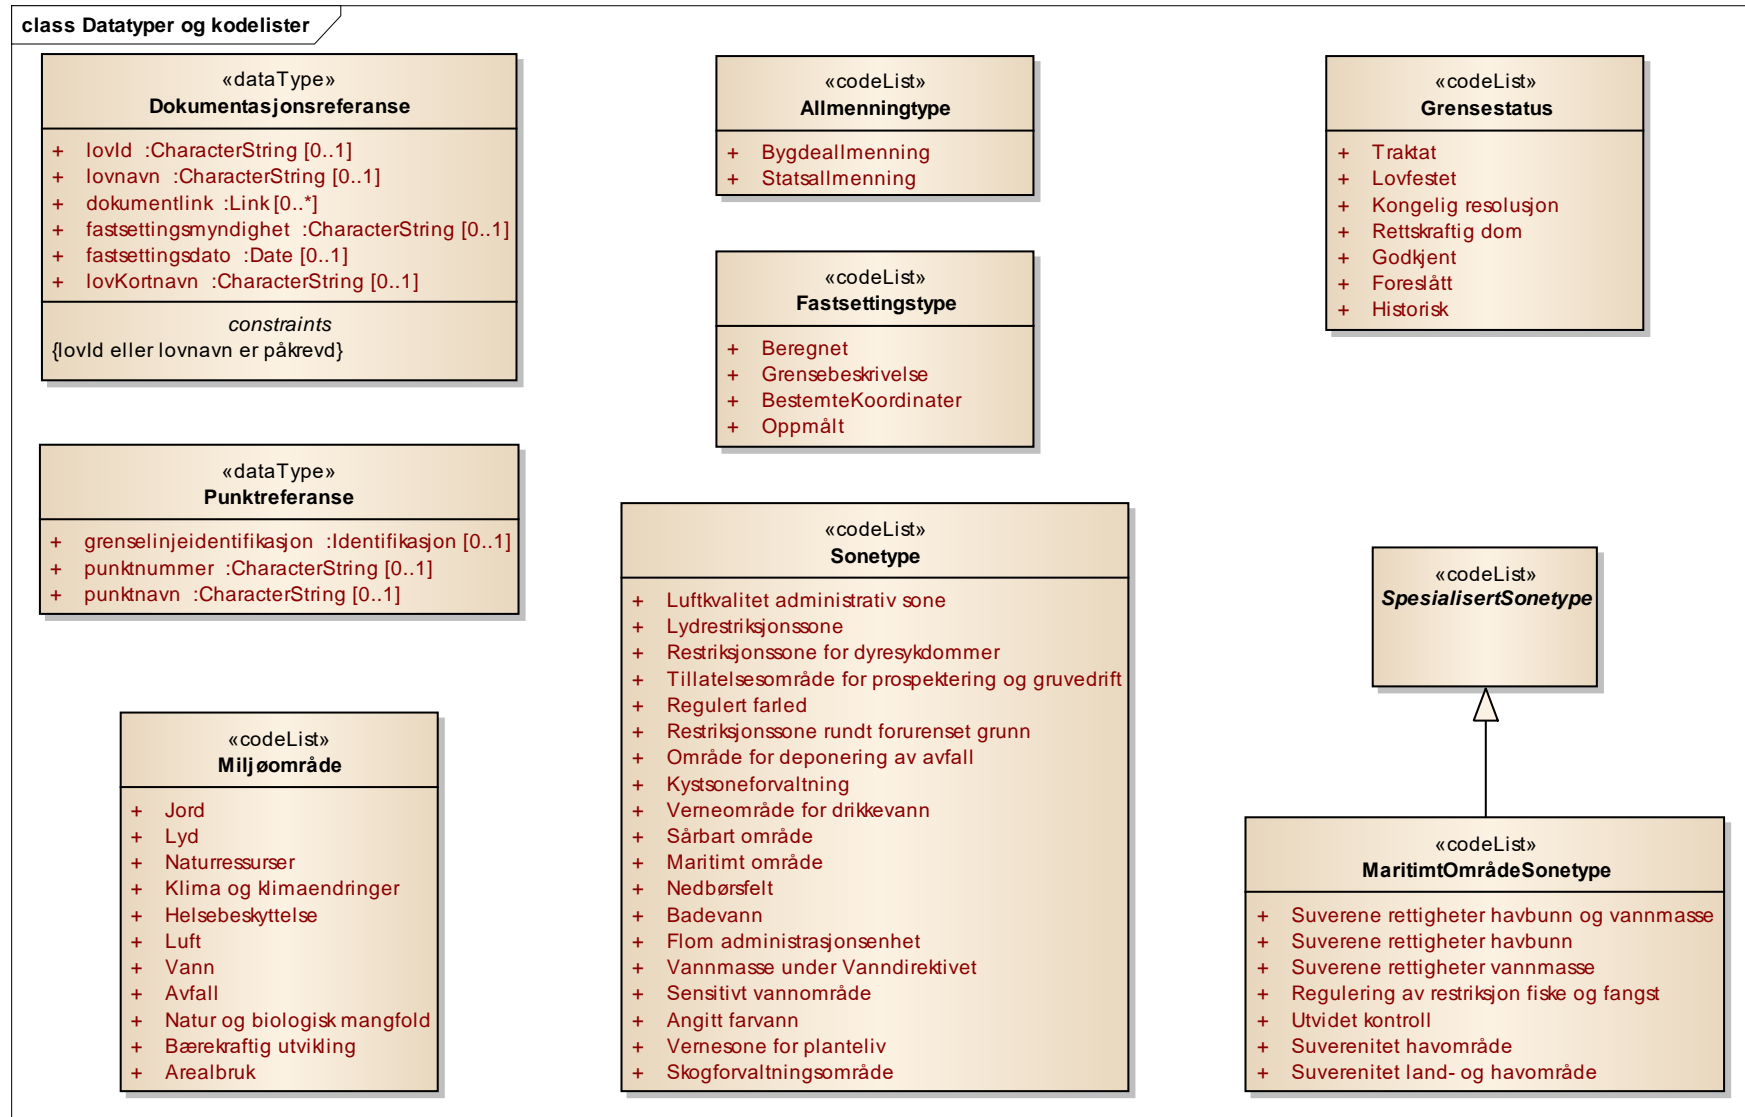 class Datatyper og kodelister
«dataType»
Dokumentasjonsreferanse
+ lovId :CharacterString [0..1]
+ lovnavn :CharacterString [0..1]
+ dokumentlink :Link [0..*]
+ fastsettingsmyndighet :CharacterString [0..1]
+ fastsettingsdato :Date [0..1]
+ lovKortnavn :CharacterString [0..1]
constraints
{lovId eller lovnavn er påkrevd}
«dataType»
Punktreferanse
+ grenselinjeidentifikasjon :Identifikasjon [0..1]
+ punktnummer :CharacterString [0..1]
+ punktnavn :CharacterString [0..1]
«codeList»
Miljøområde
+ Jord
+ Lyd
+ Naturressurser
+ Klima og klimaendringer
+ Helsebeskyttelse
+ Luft
+ Vann
+ Avfall
+ Natur og biologisk mangfold
+ Bærekraftig utvikling
+ Arealbruk
«codeList»
Allmenningtype
+ Bygdeallmenning
+ Statsallmenning
«codeList»
Fastsettingstype
+ Beregnet
+ Grensebeskrivelse
+ BestemteKoordinater
+ Oppmålt
«codeList»
Sonetype
+ Luftkvalitet administrativ sone
+ Lydrestriksjonssone
+ Restriksjonssone for dyresykdommer
+ Tillatelsesområde for prospektering og gruvedrift
+ Regulert farled
+ Restriksjonssone rundt forurenset grunn
+ Område for deponering av avfall
+ Kystsoneforvaltning
+ Verneområde for drikkevann
+ Sårbart område
+ Maritimt område
+ Nedbørsfelt
+ Badevann
+ Flom administrasjonsenhet
+ Vannmasse under Vanndirektivet
+ Sensitivt vannområde
+ Angitt farvann
+ Vernesone for planteliv
+ Skogforvaltningsområde
«codeList»
Grensestatus
+ Traktat
+ Lovfestet
+ Kongelig resolusjon
+ Rettskraftig dom
+ Godkjent
+ Foreslått
+ Historisk
«codeList»
SpesialisertSonetype
«codeList»
MaritimtOmrådeSonetype
+ Suverene rettigheter havbunn og vannmasse
+ Suverene rettigheter havbunn
+ Suverene rettigheter vannmasse
+ Regulering av restriksjon fiske og fangst
+ Utvidet kontroll
+ Suverenitet havområde
+ Suverenitet land- og havområde